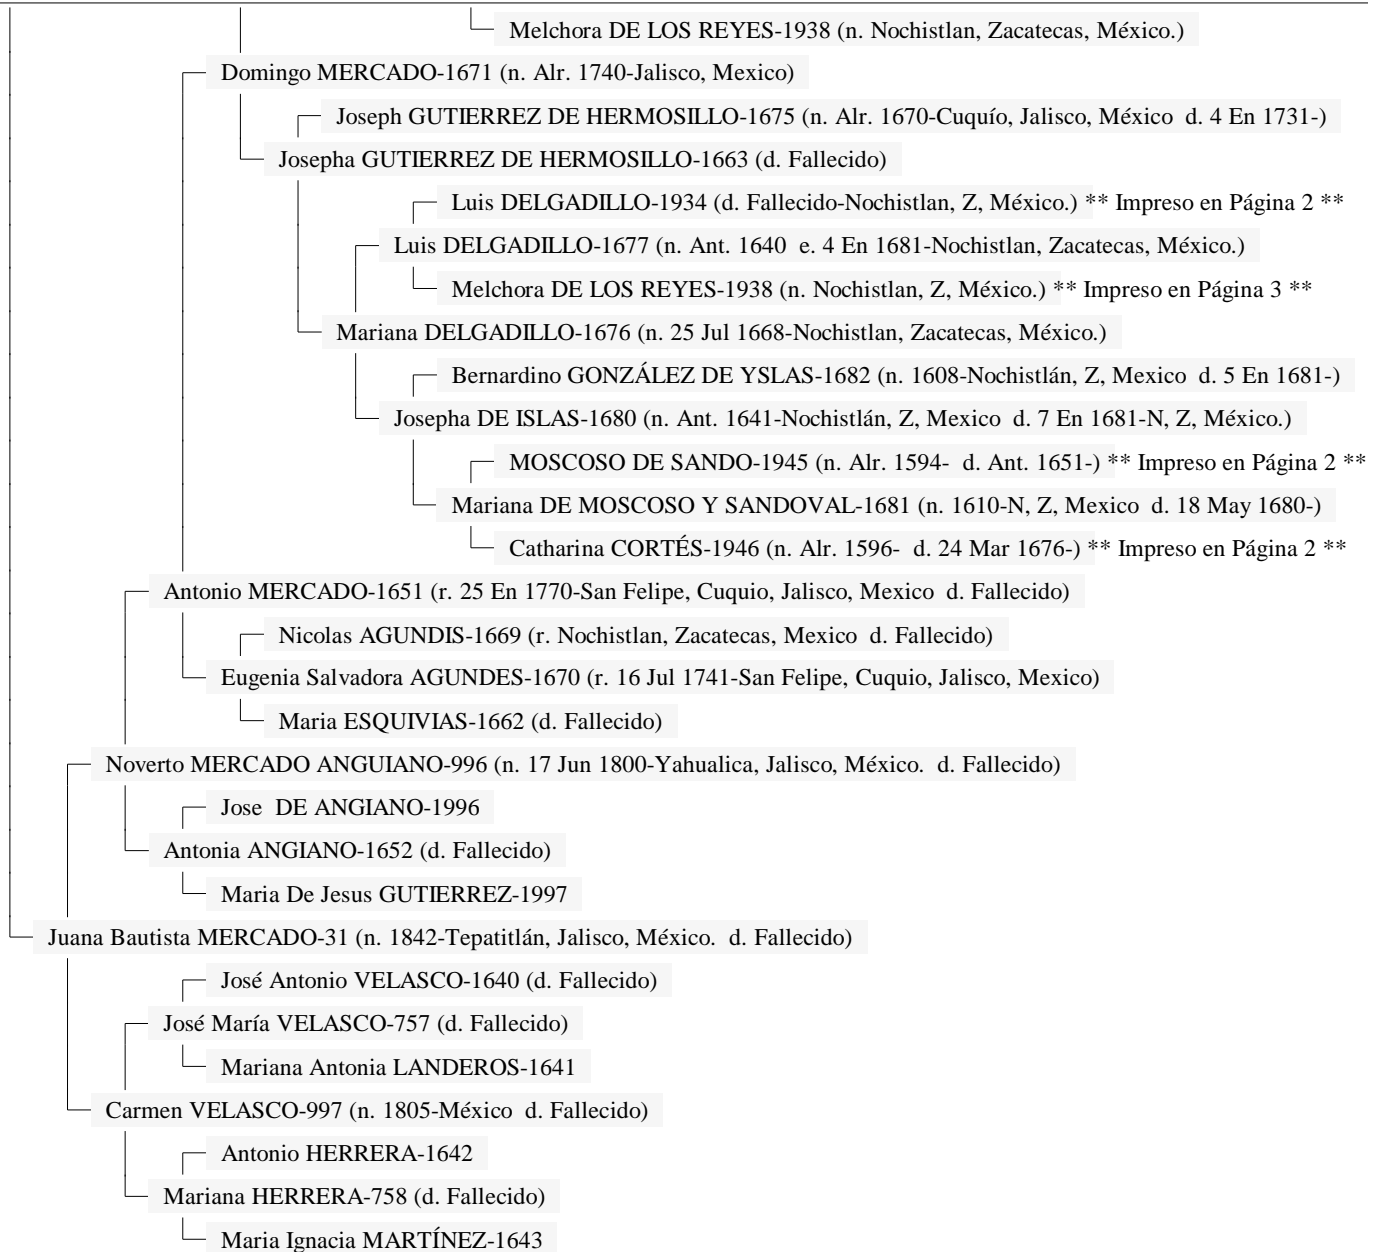 Melchora DE LOS REYES-1938 (n. Nochistlan, Zacatecas, México.)
Domingo MERCADO-1671 (n. Alr. 1740-Jalisco, Mexico)
Joseph GUTIERREZ DE HERMOSILLO-1675 (n. Alr. 1670-Cuquío, Jalisco, México  d. 4 En 1731-)
Josepha GUTIERREZ DE HERMOSILLO-1663 (d. Fallecido)
Luis DELGADILLO-1934 (d. Fallecido-Nochistlan, Z, México.) ** Impreso en Página 2 **
Luis DELGADILLO-1677 (n. Ant. 1640  e. 4 En 1681-Nochistlan, Zacatecas, México.)
Melchora DE LOS REYES-1938 (n. Nochistlan, Z, México.) ** Impreso en Página 3 **
Mariana DELGADILLO-1676 (n. 25 Jul 1668-Nochistlan, Zacatecas, México.)
Bernardino GONZÁLEZ DE YSLAS-1682 (n. 1608-Nochistlán, Z, Mexico  d. 5 En 1681-)
Josepha DE ISLAS-1680 (n. Ant. 1641-Nochistlán, Z, Mexico  d. 7 En 1681-N, Z, México.)
MOSCOSO DE SANDO-1945 (n. Alr. 1594-  d. Ant. 1651-) ** Impreso en Página 2 **
Mariana DE MOSCOSO Y SANDOVAL-1681 (n. 1610-N, Z, Mexico  d. 18 May 1680-)
Catharina CORTÉS-1946 (n. Alr. 1596-  d. 24 Mar 1676-) ** Impreso en Página 2 **
Antonio MERCADO-1651 (r. 25 En 1770-San Felipe, Cuquio, Jalisco, Mexico  d. Fallecido)
Nicolas AGUNDIS-1669 (r. Nochistlan, Zacatecas, Mexico  d. Fallecido)
Eugenia Salvadora AGUNDES-1670 (r. 16 Jul 1741-San Felipe, Cuquio, Jalisco, Mexico)
Maria ESQUIVIAS-1662 (d. Fallecido)
Noverto MERCADO ANGUIANO-996 (n. 17 Jun 1800-Yahualica, Jalisco, México.  d. Fallecido)
Jose  DE ANGIANO-1996
Antonia ANGIANO-1652 (d. Fallecido)
Maria De Jesus GUTIERREZ-1997
Juana Bautista MERCADO-31 (n. 1842-Tepatitlán, Jalisco, México.  d. Fallecido)
José Antonio VELASCO-1640 (d. Fallecido)
José María VELASCO-757 (d. Fallecido)
Mariana Antonia LANDEROS-1641
Carmen VELASCO-997 (n. 1805-México  d. Fallecido)
Antonio HERRERA-1642
Mariana HERRERA-758 (d. Fallecido)
Maria Ignacia MARTÍNEZ-1643